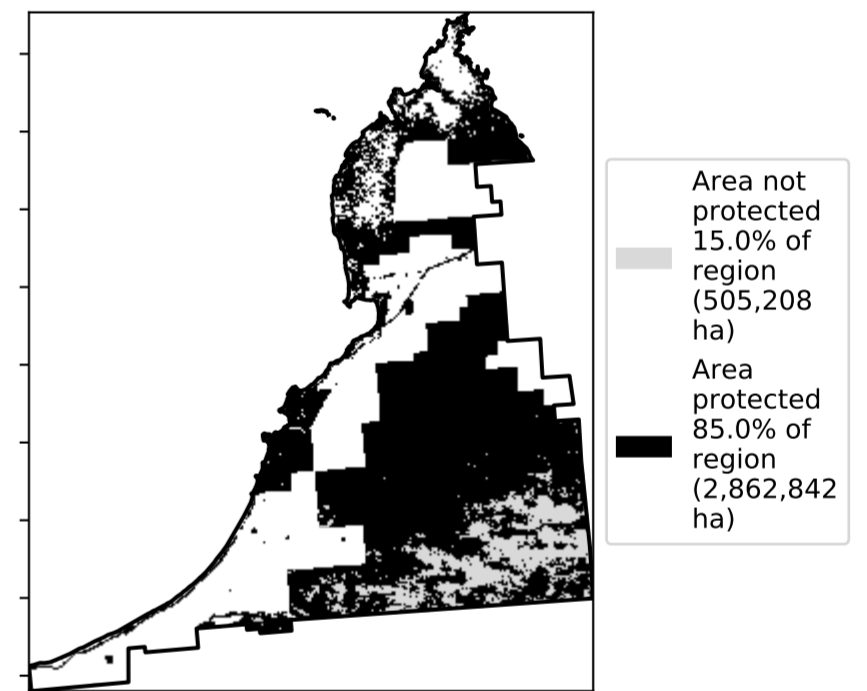 Area not
protected
15.0% of
region
(505,208
ha)
Area
protected
85.0% of
region
(2,862,842
ha)